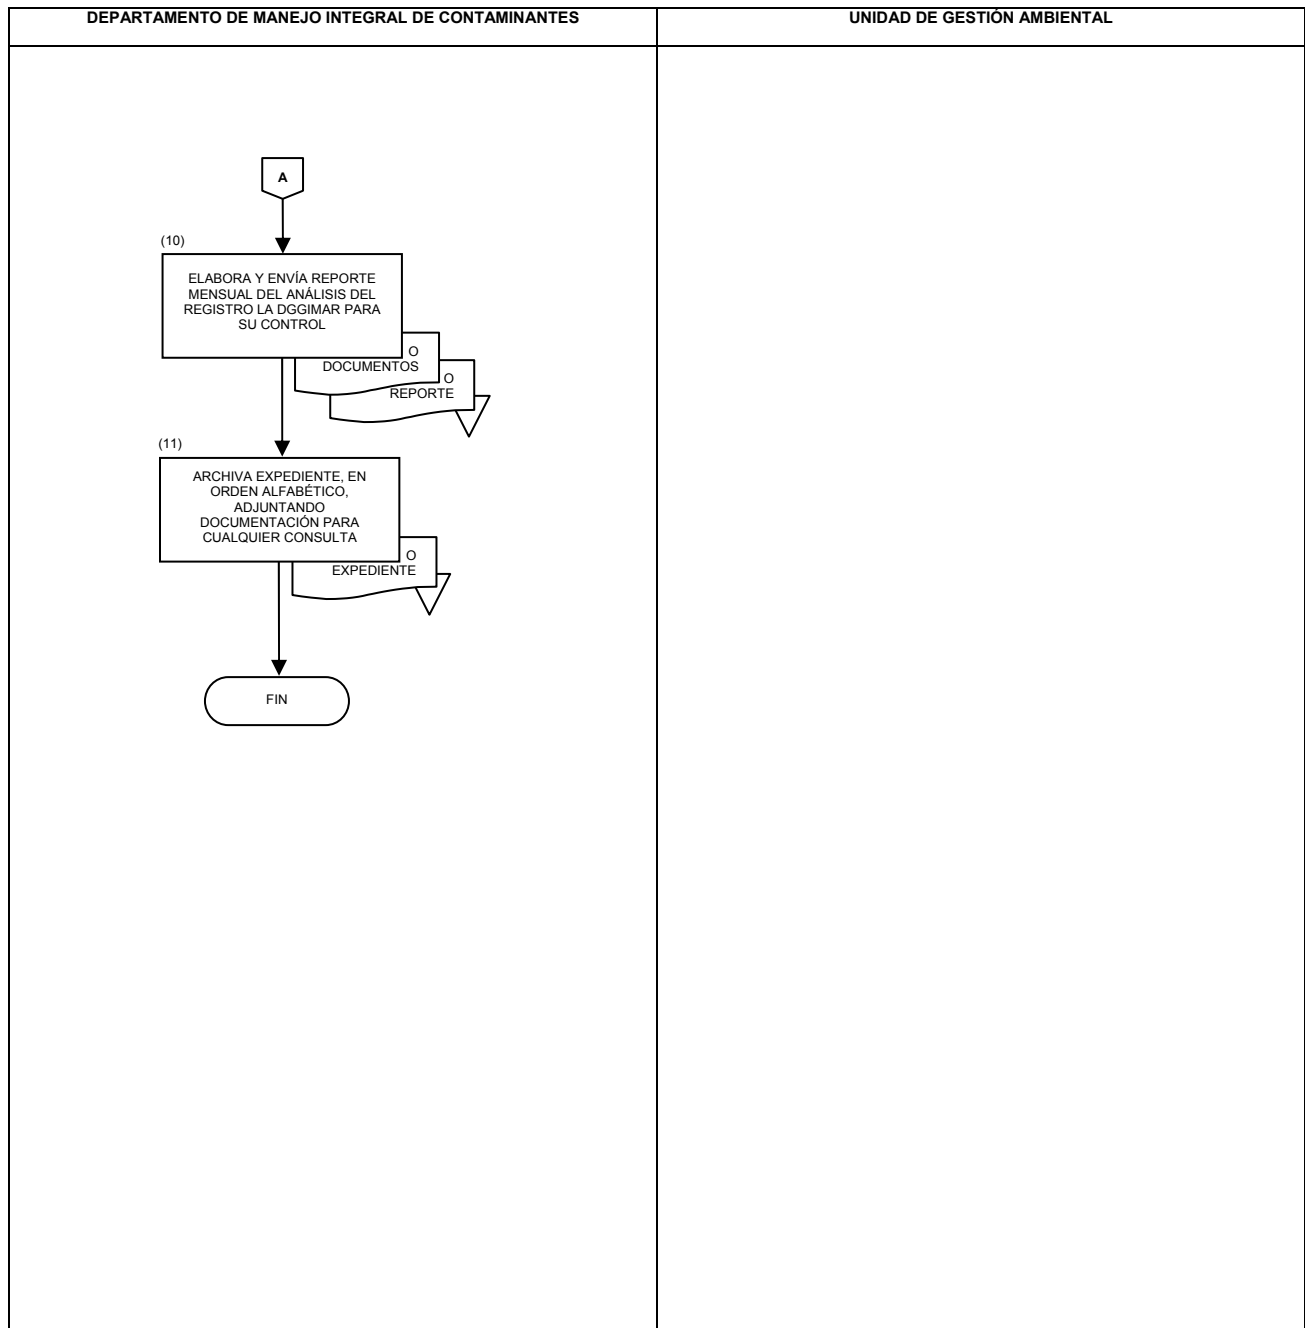 DEPARTAMENTO DE MANEJO INTEGRAL DE CONTAMINANTES
UNIDAD DE GESTIÓN AMBIENTAL
A
(10)
ELABORA Y ENVÍA REPORTE
MENSUAL DEL ANÁLISIS DEL
REGISTRO LA DGGIMAR PARA
SU CONTROL
O
DOCUMENTOS
O
REPORTE
(11)
ARCHIVA EXPEDIENTE, EN
ORDEN ALFABÉTICO,
ADJUNTANDO
DOCUMENTACIÓN PARA
CUALQUIER CONSULTA
O
EXPEDIENTE
FIN